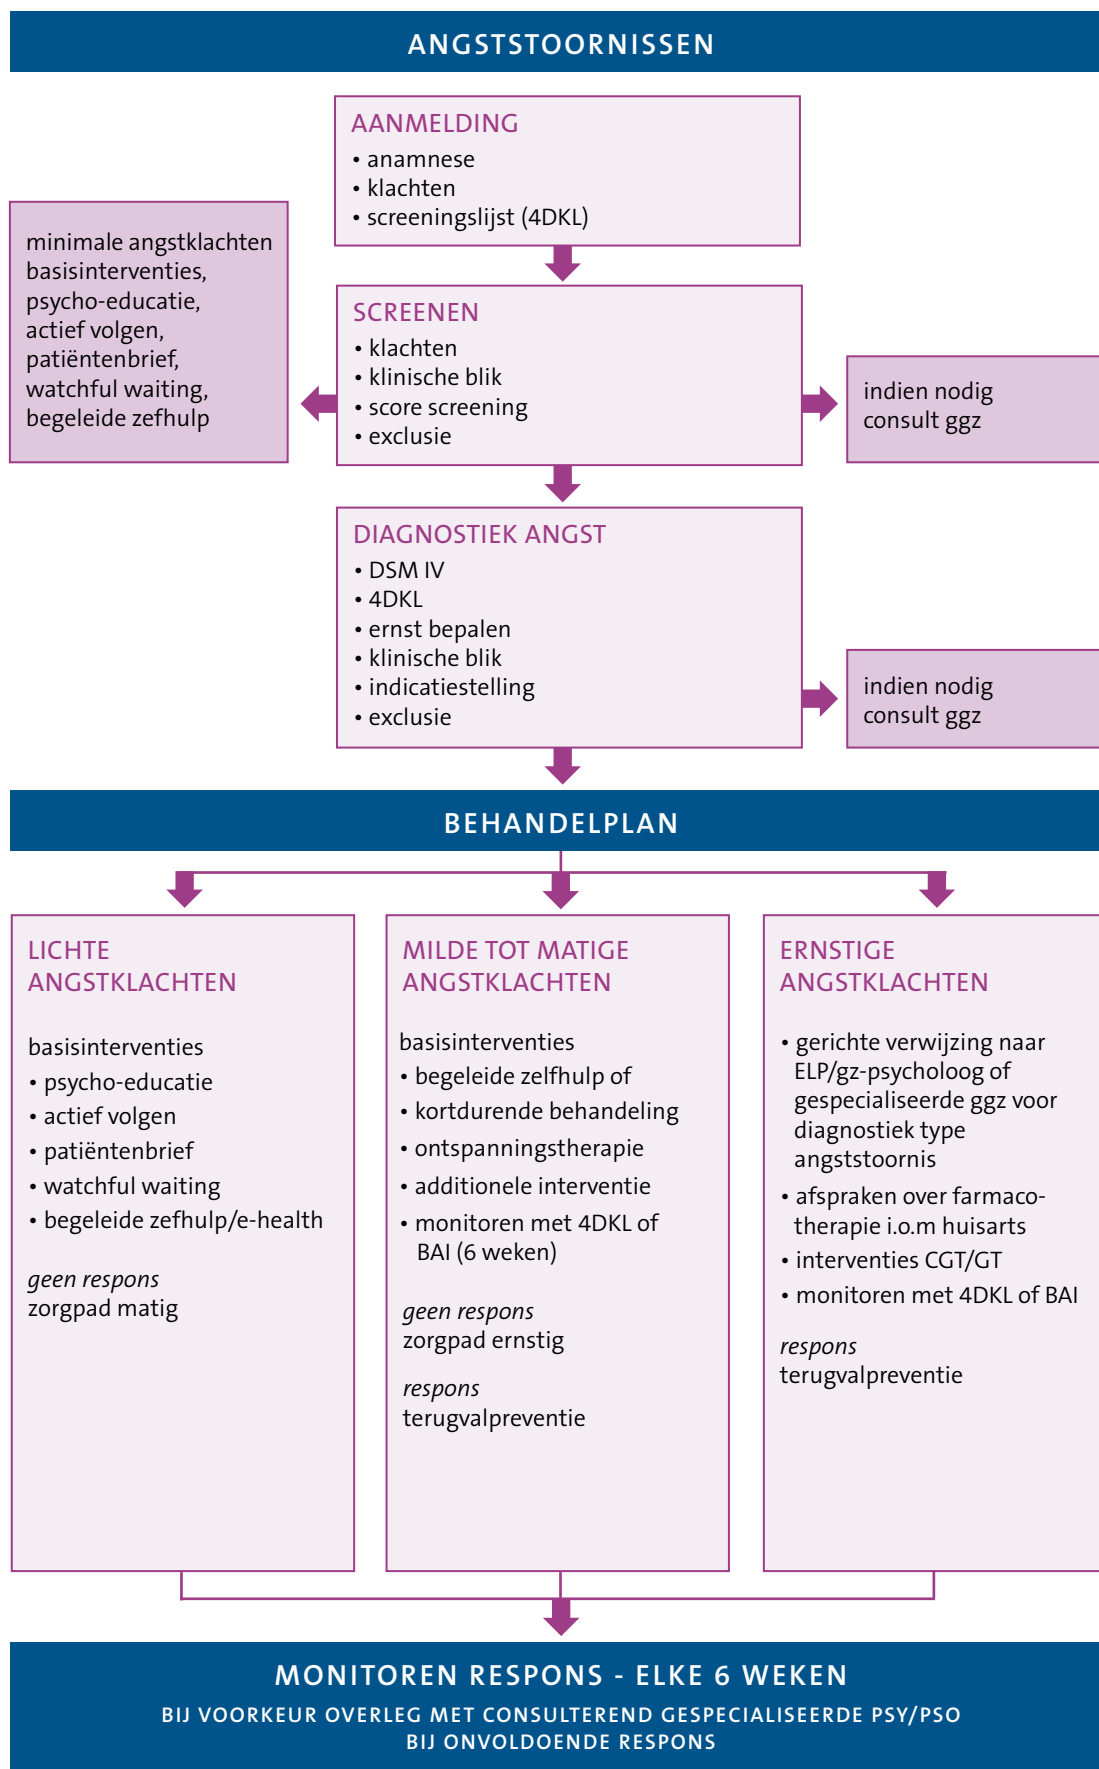 ANGSTSTOORNISSEN
AANMELDING
• anamnese
• klachten
• screeningslijst (4DKL)
minimale angstklachten
basisinterventies,
psycho-educatie,
actief volgen,
patiëntenbrief,
watchful waiting,
begeleide zefhulp
SCREENEN
• klachten
• klinische blik
• score screening
• exclusie
indien nodig
consult ggz
DIAGNOSTIEK ANGST
• DSM IV
• 4DKL
• ernst bepalen
• klinische blik
• indicatiestelling
• exclusie
indien nodig
consult ggz
BEHANDELPLAN
LICHTE
ANGSTKLACHTEN
basisinterventies
• psycho-educatie
• actief volgen
• patiëntenbrief
• watchful waiting
• begeleide zefhulp/e-health
geen respons
zorgpad matig
MILDE TOT MATIGE
ANGSTKLACHTEN
basisinterventies
• begeleide zelfhulp of
• kortdurende behandeling
• ontspanningstherapie
• additionele interventie
• monitoren met 4DKL of
BAI (6 weken)
geen respons
zorgpad ernstig
respons
terugvalpreventie
ERNSTIGE
ANGSTKLACHTEN
• gerichte verwijzing naar
ELP/gz-psycholoog of
gespecialiseerde ggz voor
diagnostiek type
angststoornis
• afspraken over farmaco-
therapie i.o.m huisarts
• interventies CGT/GT
• monitoren met 4DKL of BAI
respons
terugvalpreventie
MONITOREN RESPONS - ELKE 6 WEKEN
BIJ VOORKEUR OVERLEG MET CONSULTEREND GESPECIALISEERDE PSY/PSO
BIJ ONVOLDOENDE RESPONS